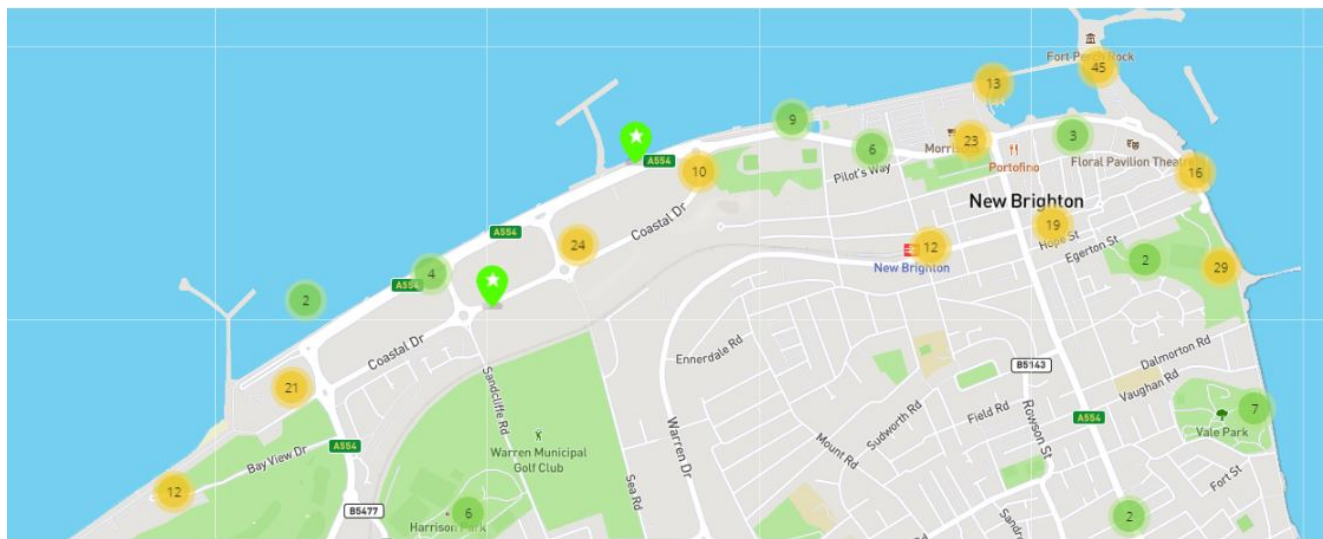 Fort Perch Rock
45
13
9
3
23
6
Morris
Portofino
Floral Pavilion Theatre
A554
10
Pilot's Way
16
New Brighton
Coastal Dr
19
Hope St
Egerton St
A554
24
12
New Brighton
2
29
4
A554
2
Coastal Dr
Ennerdale Rd
Dalmorton Rd
B5143
Vaughan Rd
21
Sandcliffe Rd
Warren Dr
Sudworth Rd
Field Rd
Rowson St
A554
7
Vale Park
Warren Municipal
Golf Club
Mount Rd
A554
Bay View Dr
Sea Rd
Fort St
12
B5477
6
Harrison Park
2
Rd